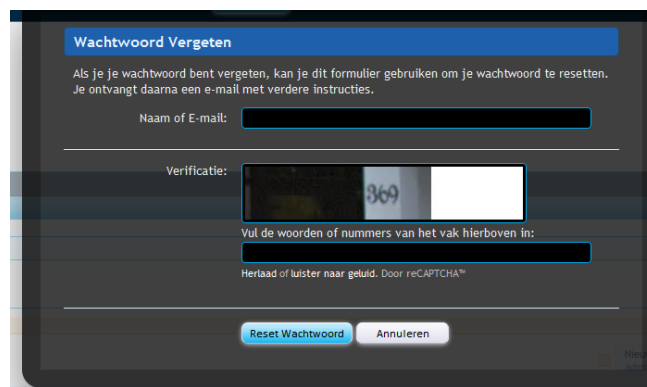 Wachtwoord Vergeten
Als je je wachtwoord bent vergeten, kan je dit formulier gebruiken om je wachtwoord te resetten.
Je ontvangt daarna een e-mail met verdere instructies.
Naam of E-mail:
Verificatie:
369
Vul de woorden of nummers van het vak hierboven in:
Herlaad of luister naar geluid. Door reCAPTCHA™
Reset Wachtwoord Annuleren